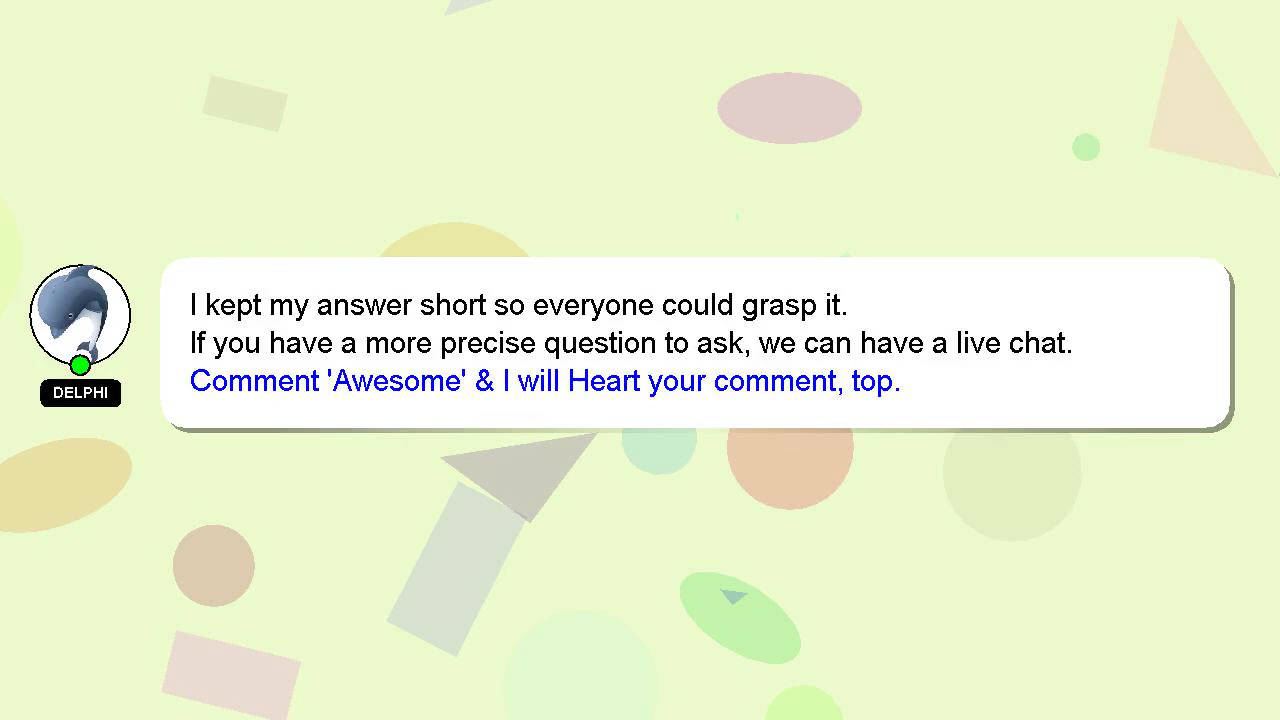 I kept my answer short so everyone could grasp it.
If you have a more precise question to ask, we can have a live chat.
Comment 'Awesome' & I will Heart your comment, top.
DELPHI